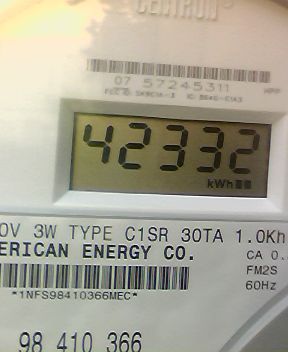 CENTRON®
07 57245311
42332
kWh
0V 3W TYPE C1SR 30TA 1.0Kh
ERICAN ENERGY CO.
CA 0.
FM2S
*1NFS98410366MEC*
60Hz
98 410 366